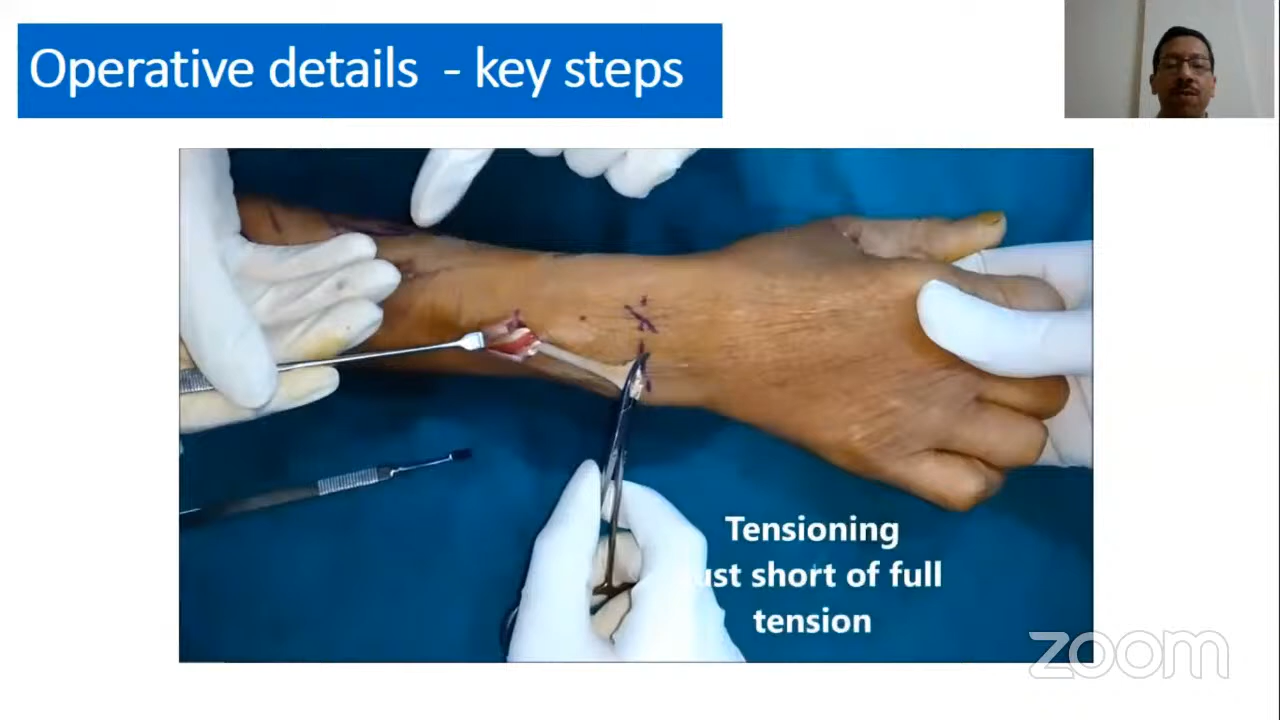 Operative details - key steps
Tensioning
ust short of full
tension
zoom